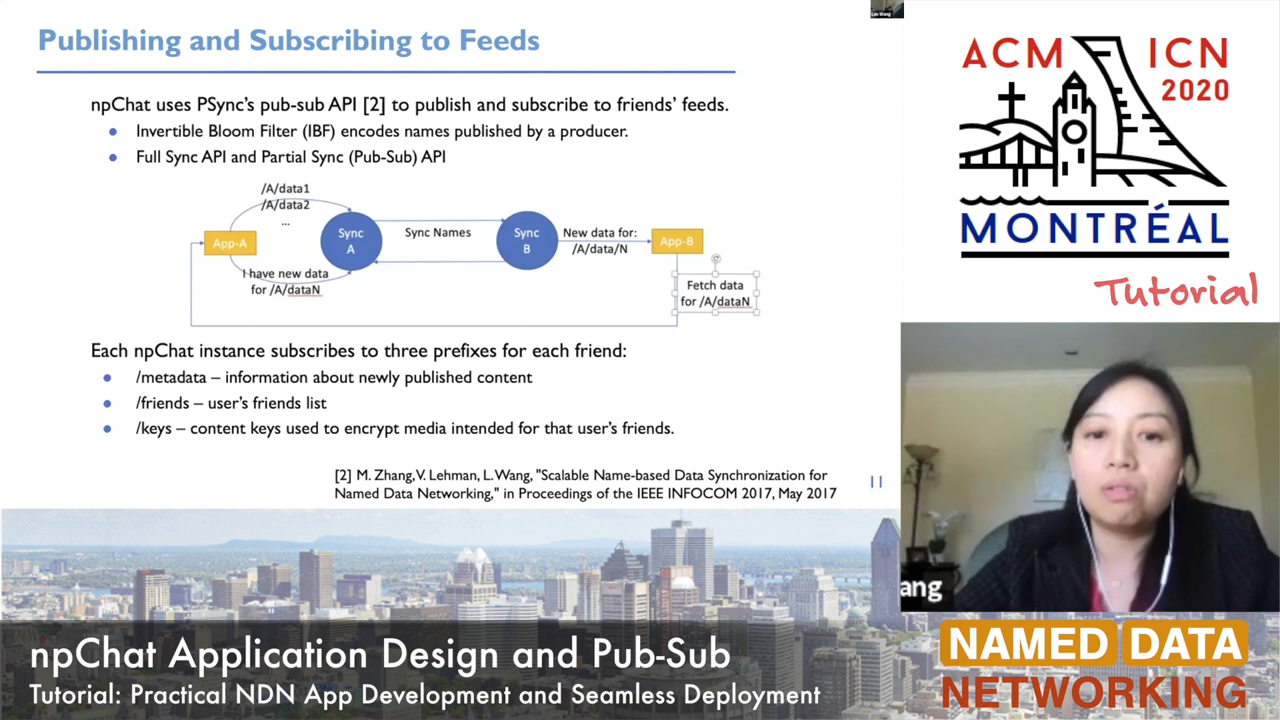 Publishing and Subscribing to Feeds
npChat uses PSync's pub-sub API [2] to publish and subscribe to friends' feeds.
• Invertible Bloom Filter (IBF) encodes names published by a producer.
• Full Sync API and Partial Sync (Pub-Sub) API
/A/data1
/A/data2
...
App-A
Sync
A
Sync Names
Sync
B
New data for:
/A/data/N
App-B
I have new data
for /A/dataN
Fetch data
for /A/dataN
Each npChat instance subscribes to three prefixes for each friend:
• /metadata – information about newly published content
• /friends – user's friends list
• /keys – content keys used to encrypt media intended for that user's friends.
[2] M. Zhang, V. Lehman, L. Wang, "Scalable Name-based Data Synchronization for
Named Data Networking," in Proceedings of the IEEE INFOCOM 2017, May 2017
11
Lan Wang
ACM ICN
2020
MONTRÉAL
Tutorial
ang
npChat Application Design and Pub-Sub
Tutorial: Practical NDN App Development and Seamless Deployment
NAMED DATA
NETWORKING